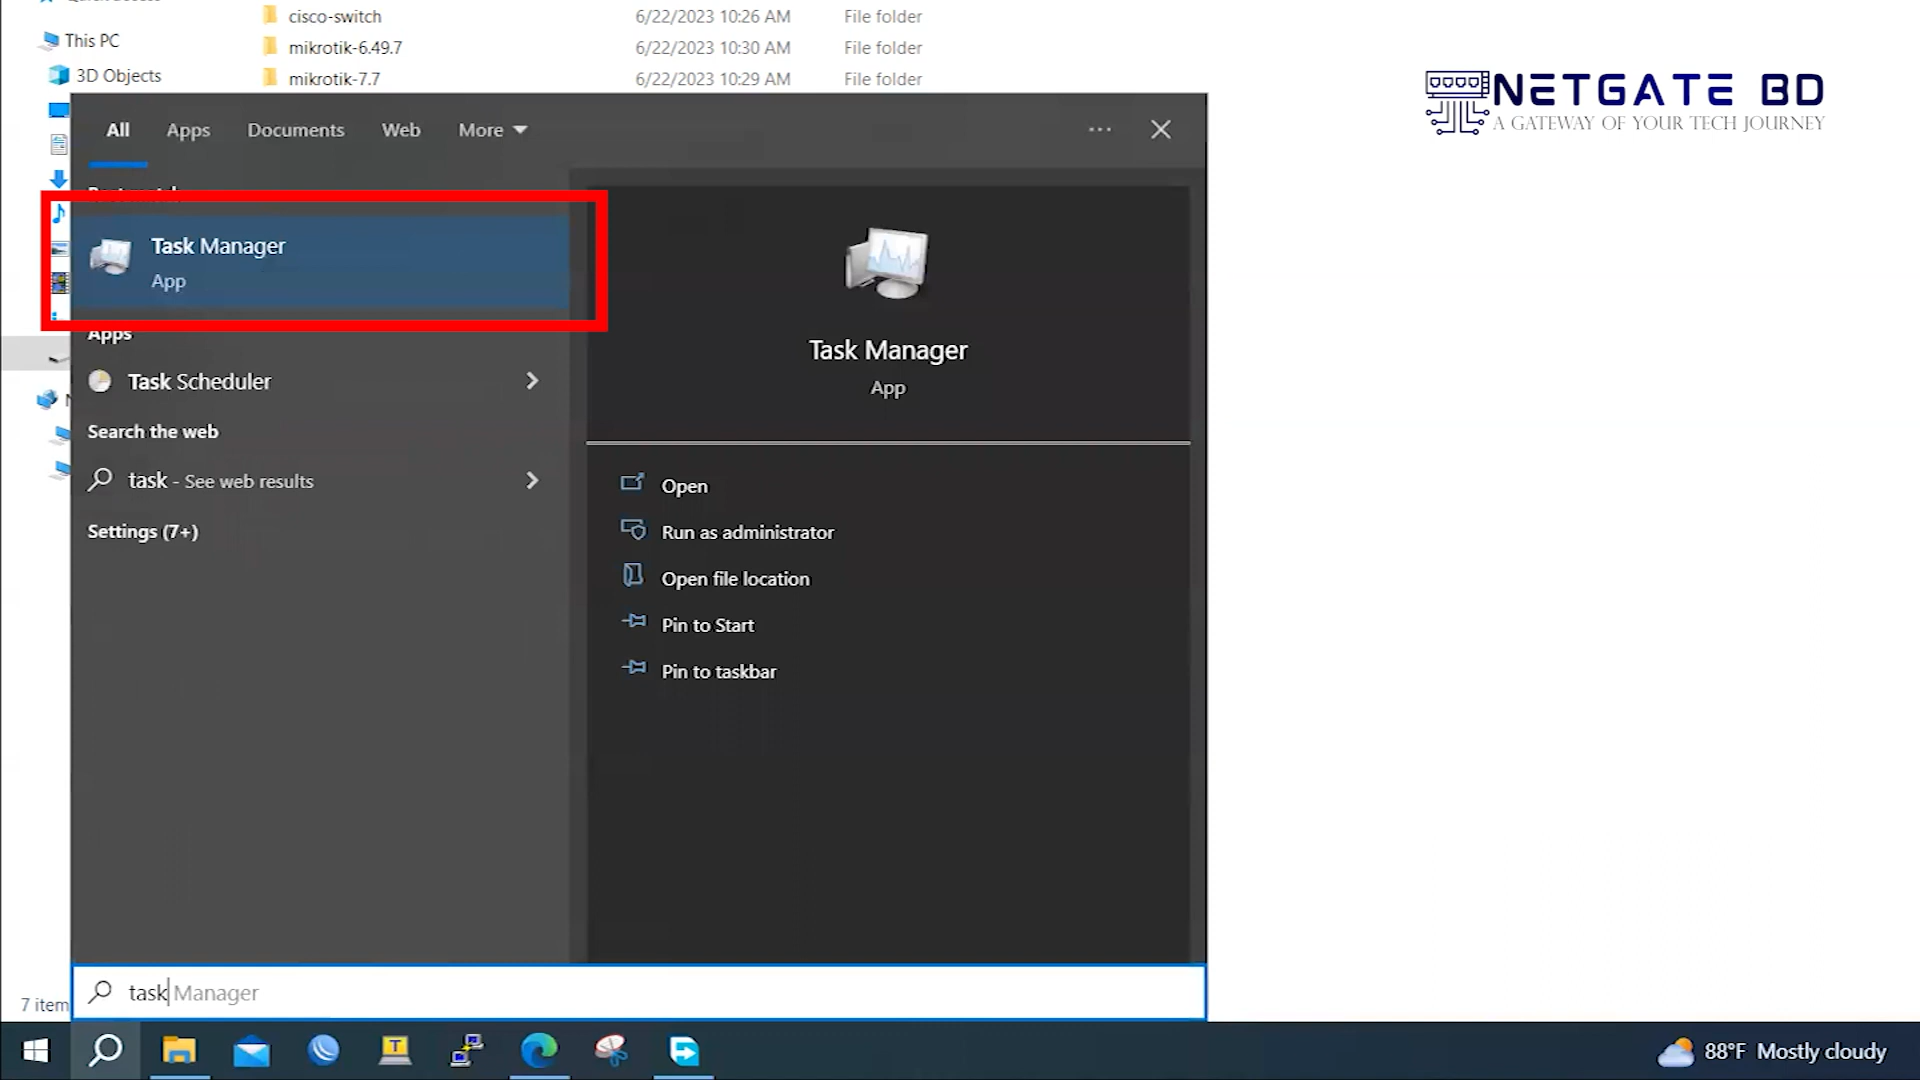 cisco-switch 6/22/2023 10:26 AM File folder
This PC
mikrotik-6.49.7 6/22/2023 10:30 AM File folder
3D Objects
mikrotik-7.7 6/22/2023 10:29 AM File folder
NETGATE BD
A GATEWAY OF YOUR TECH JOURNEY
All Apps Documents Web More
Task Manager
App
Apps
Task Scheduler
Search the web
task - See web results
Settings (7+)
Task Manager
App
Open
Run as administrator
Open file location
Pin to Start
Pin to taskbar
task Manager
7 item
88°F Mostly cloudy